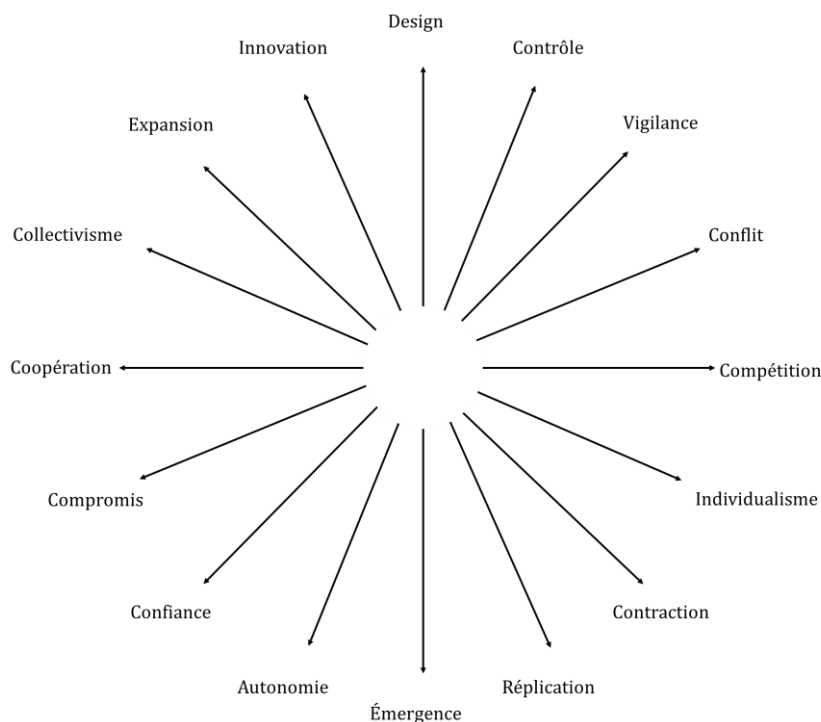 Design
Innovation
Contrôle
Expansion
Vigilance
Collectivisme
Conflit
Coopération
Compétition
Compromis
Individualisme
Confiance
Contraction
Autonomie
Réplication
Émergence